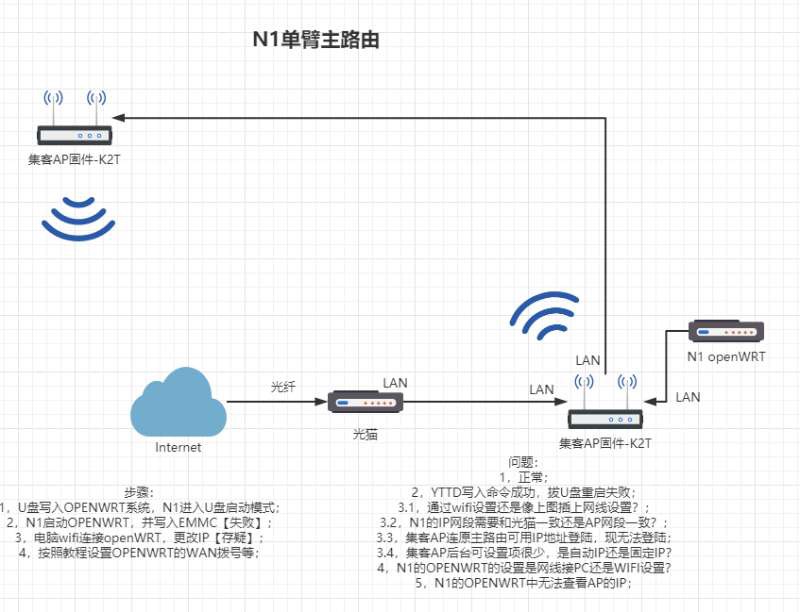 N1单臂主路由
集客AP固件-K2T
LAN
N1 openWRT
LAN
LAN
LAN
光纤
集客AP固件-K2T
光猫
Internet
步骤：
1，U盘写入OPENWRT系统，N1进入U盘启动模式；
2，N1启动OPENWRT，并写入EMMC【失败】；
3，电脑wifi连接openWRT，更改IP【存疑】；
4，按照教程设置OPENWRT的WAN拨号等；
问题：
1，正常；
2，YTTD写入命令成功，拔U盘重启失败；
3.1，通过wifi设置还是像上图插上网线设置？；
3.2，N1的IP网段需要和光猫一致还是AP网段一致？；
3.3，集客AP连原主路由可用IP地址登陆，现无法登陆；
3.4，集客AP后台可设置项很少，是自动IP还是固定IP？
4，N1的OPENWRT的设置是网线接PC还是WIFI设置？
5，N1的OPENWRT中无法查看AP的IP；